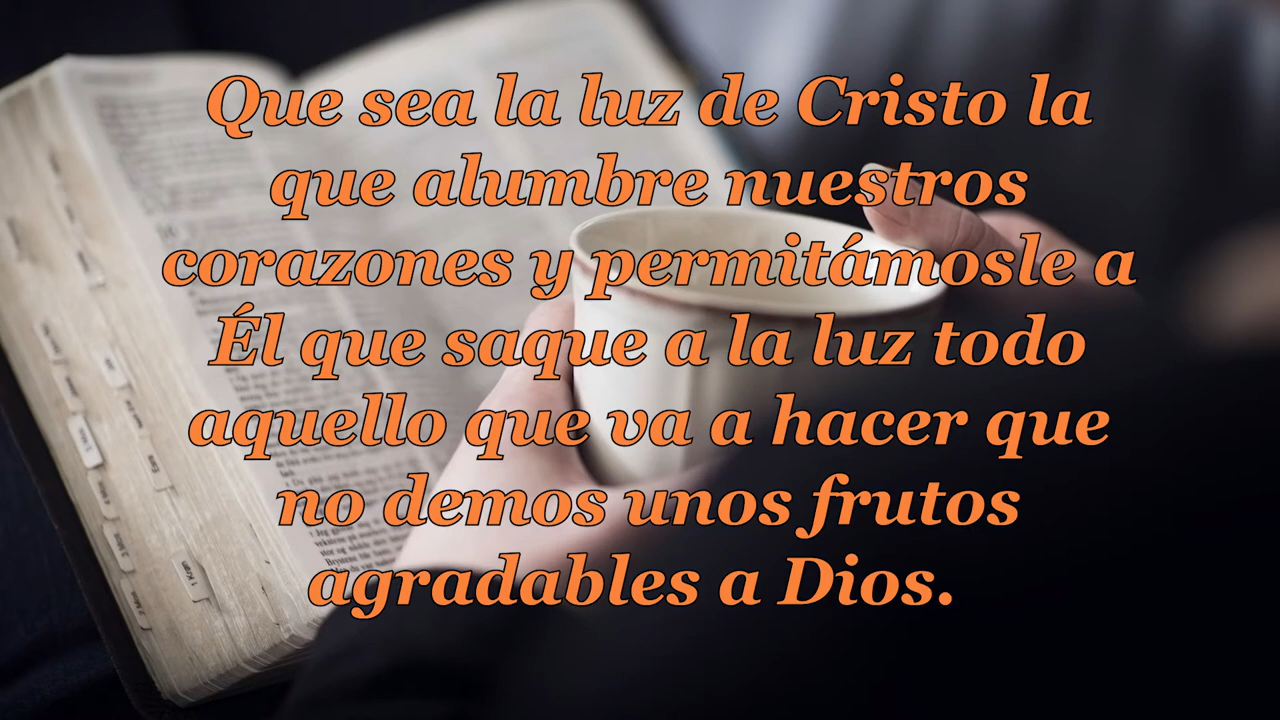 Que sea la luz de Cristo la
que alumbre nuestros
corazones y permitámosle a
Él que saque a la luz todo
aquello que va a hacer que
no demos unos frutos
agradables a Dios.